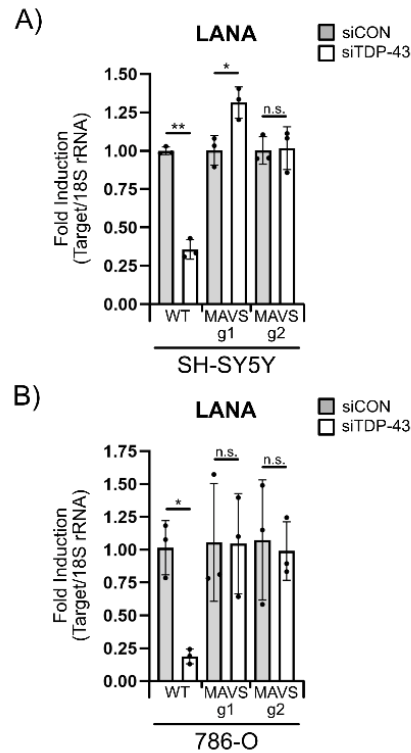 A)
LANA
siCON
siTDP-43
Fold Induction
(Target/18S rRNA)
1.50
1.25
1.00
0.75
0.50
0.25
0.00
**
*
n.s.
WT
MAVS
g1
MAVS
g2
SH-SY5Y
B)
LANA
siCON
siTDP-43
Fold Induction
(Target/18S rRNA)
1.75
1.50
1.25
1.00
0.75
0.50
0.25
0.00
*
n.s.
n.s.
WT
MAVS
g1
MAVS
g2
786-O